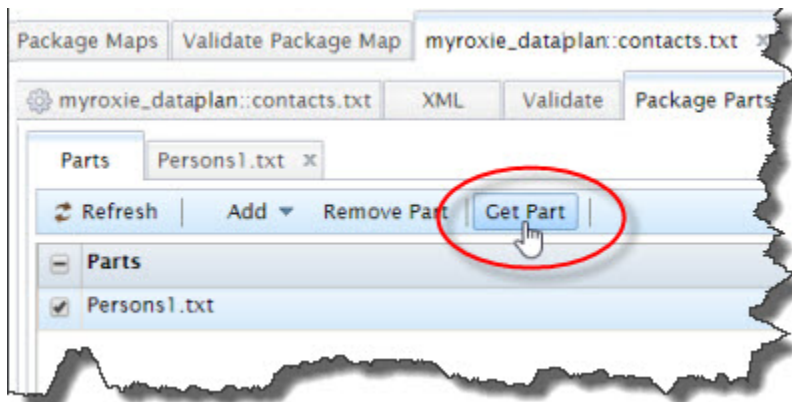 Package Maps Validate Package Map myroxie_dataplan::contacts.txt x
myroxie_dataplan::contacts.txt XML Validate Package Parts
Parts Persons1.txt x
Refresh Add Remove Part Get Part
Parts
Persons1.txt